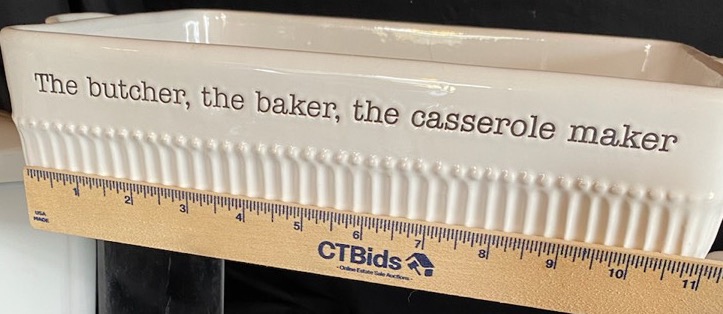 The butcher, the baker, the casserole maker
1 2 3 4 5 6 7 8 9 10 11
USA
MADE
CTBids
- Online Estate Sale Auctions -